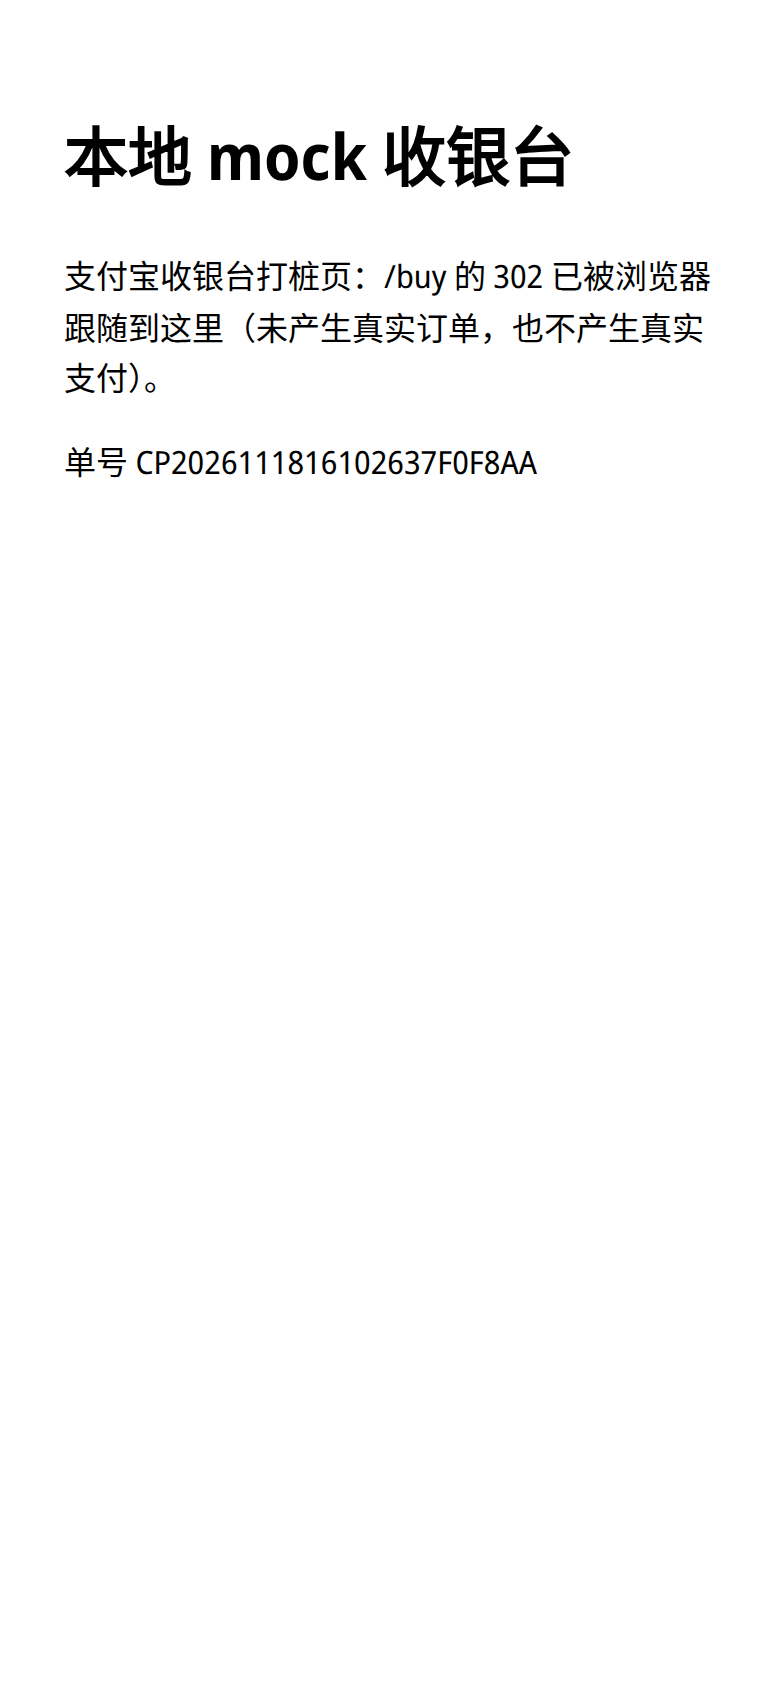 本地 mock 收银台
支付宝收银台打桩页：/buy 的 302 已被浏览器
跟随到这里（未产生真实订单，也不产生真实
支付）。
单号 CP2026111816102637F0F8AA